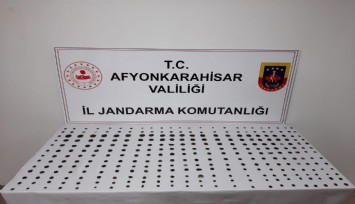 T.C.
AFYONKARAHİSAR
VALİLİĞİ
İL JANDARMA KOMUTANLIĞI